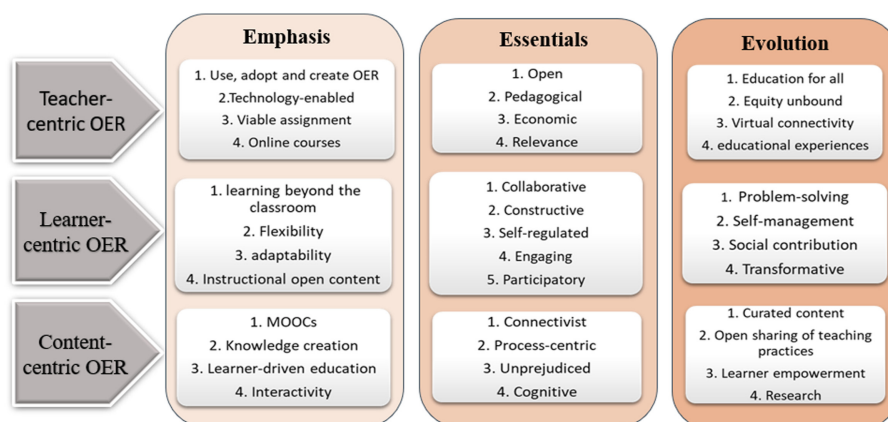 Emphasis
Essentials
Evolution
Teacher-
centric OER
1. Use, adopt and create OER
2.Technology-enabled
3. Viable assignment
4. Online courses
1. Open
2. Pedagogical
3. Economic
4. Relevance
1. Education for all
2. Equity unbound
3. Virtual connectivity
4. educational experiences
Learner-
centric OER
1. learning beyond the
classroom
2. Flexibility
3. adaptability
4. Instructional open content
1. Collaborative
2. Constructive
3. Self-regulated
4. Engaging
5. Participatory
1. Problem-solving
2. Self-management
3. Social contribution
4. Transformative
Content-
centric OER
1. MOOCs
2. Knowledge creation
3. Learner-driven education
4. Interactivity
1. Connectivist
2. Process-centric
3. Unprejudiced
4. Cognitive
1. Curated content
2. Open sharing of teaching
practices
3. Learner empowerment
4. Research